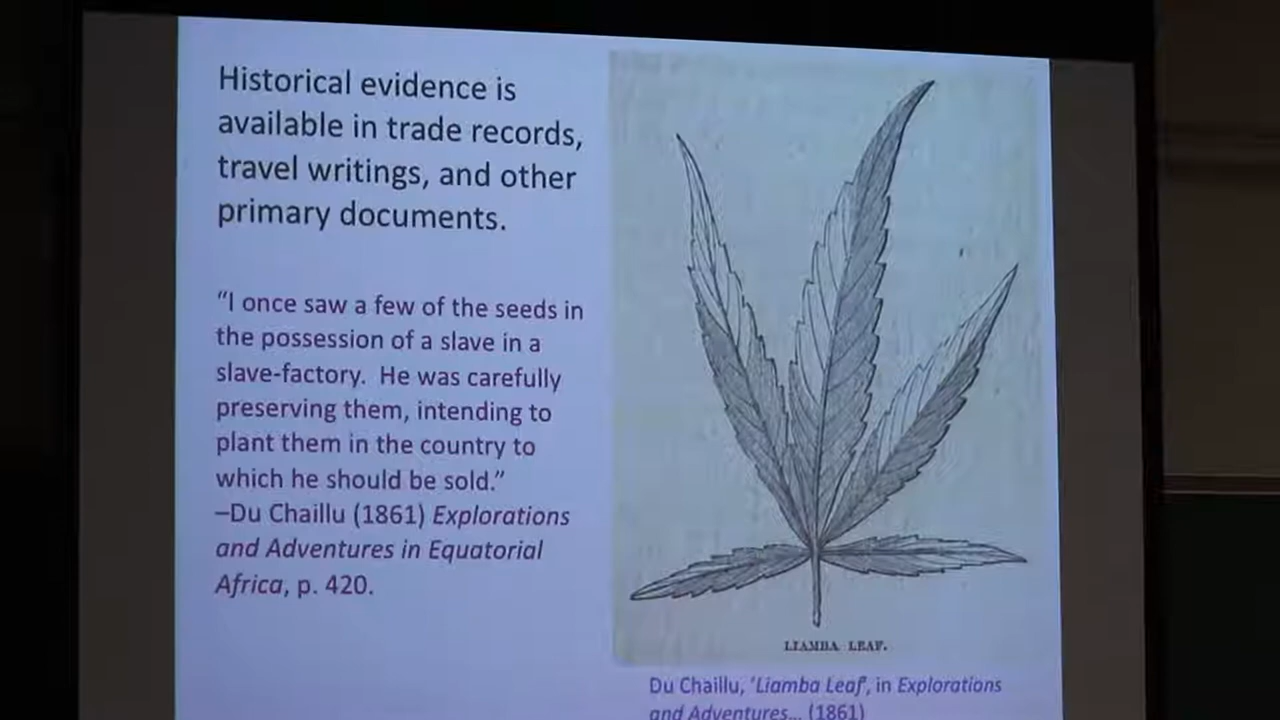 Historical evidence is
available in trade records,
travel writings, and other
primary documents.
“I once saw a few of the seeds in
the possession of a slave in a
slave-factory.  He was carefully
preserving them, intending to
plant them in the country to
which he should be sold.”
–Du Chaillu (1861) Explorations
and Adventures in Equatorial
Africa, p. 420.
LIAMBA LEAF.
Du Chaillu, ‘Liamba Leaf’, in Explorations
and Adventures... (1861)